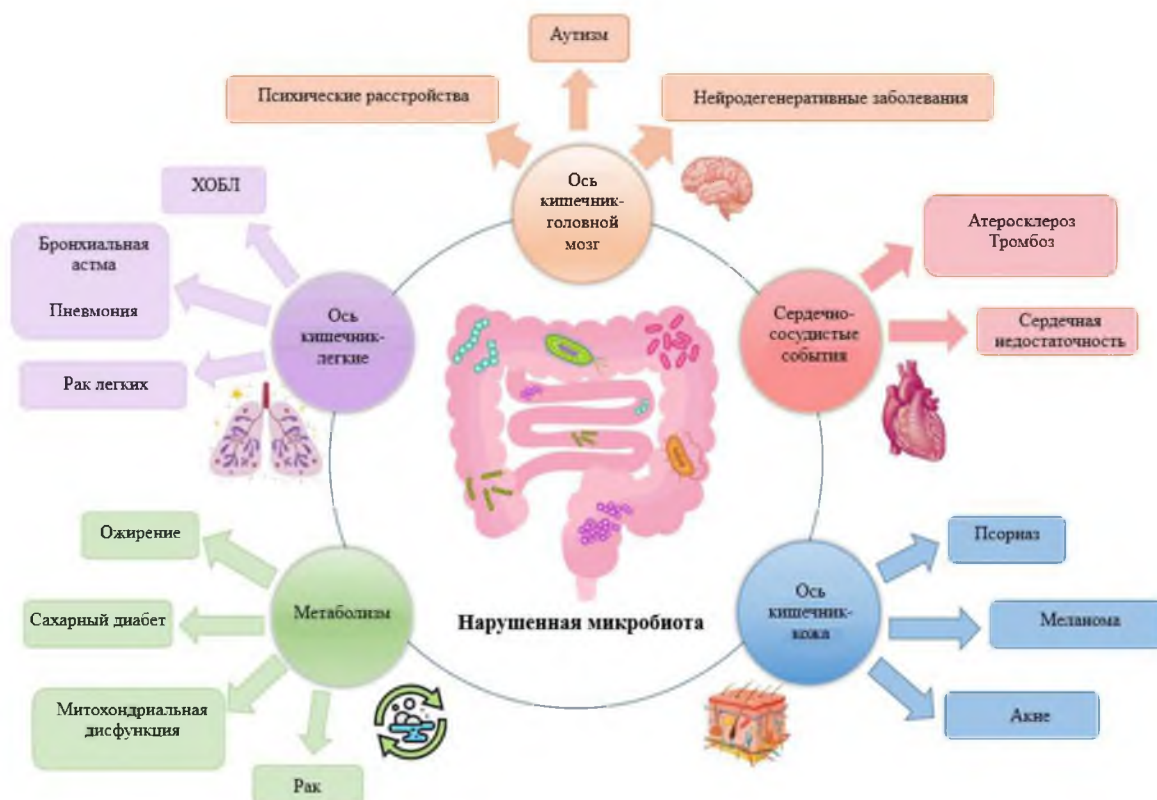 Аутизм
Психические расстройства
Нейродегенеративные заболевания
Ось
кишечник-
головной
мозг
ХОБЛ
Бронхиальная
астма
Пневмония
Рак легких
Ось
кишечник-
легкие
Сердечно-
сосудистые
события
Атеросклероз
Тромбоз
Сердечная
недостаточность
Ожирение
Сахарный диабет
Митохондриальная
дисфункция
Рак
Метаболизм
Нарушенная микробиота
Ось
кишечник-
кожа
Псориаз
Меланома
Акне